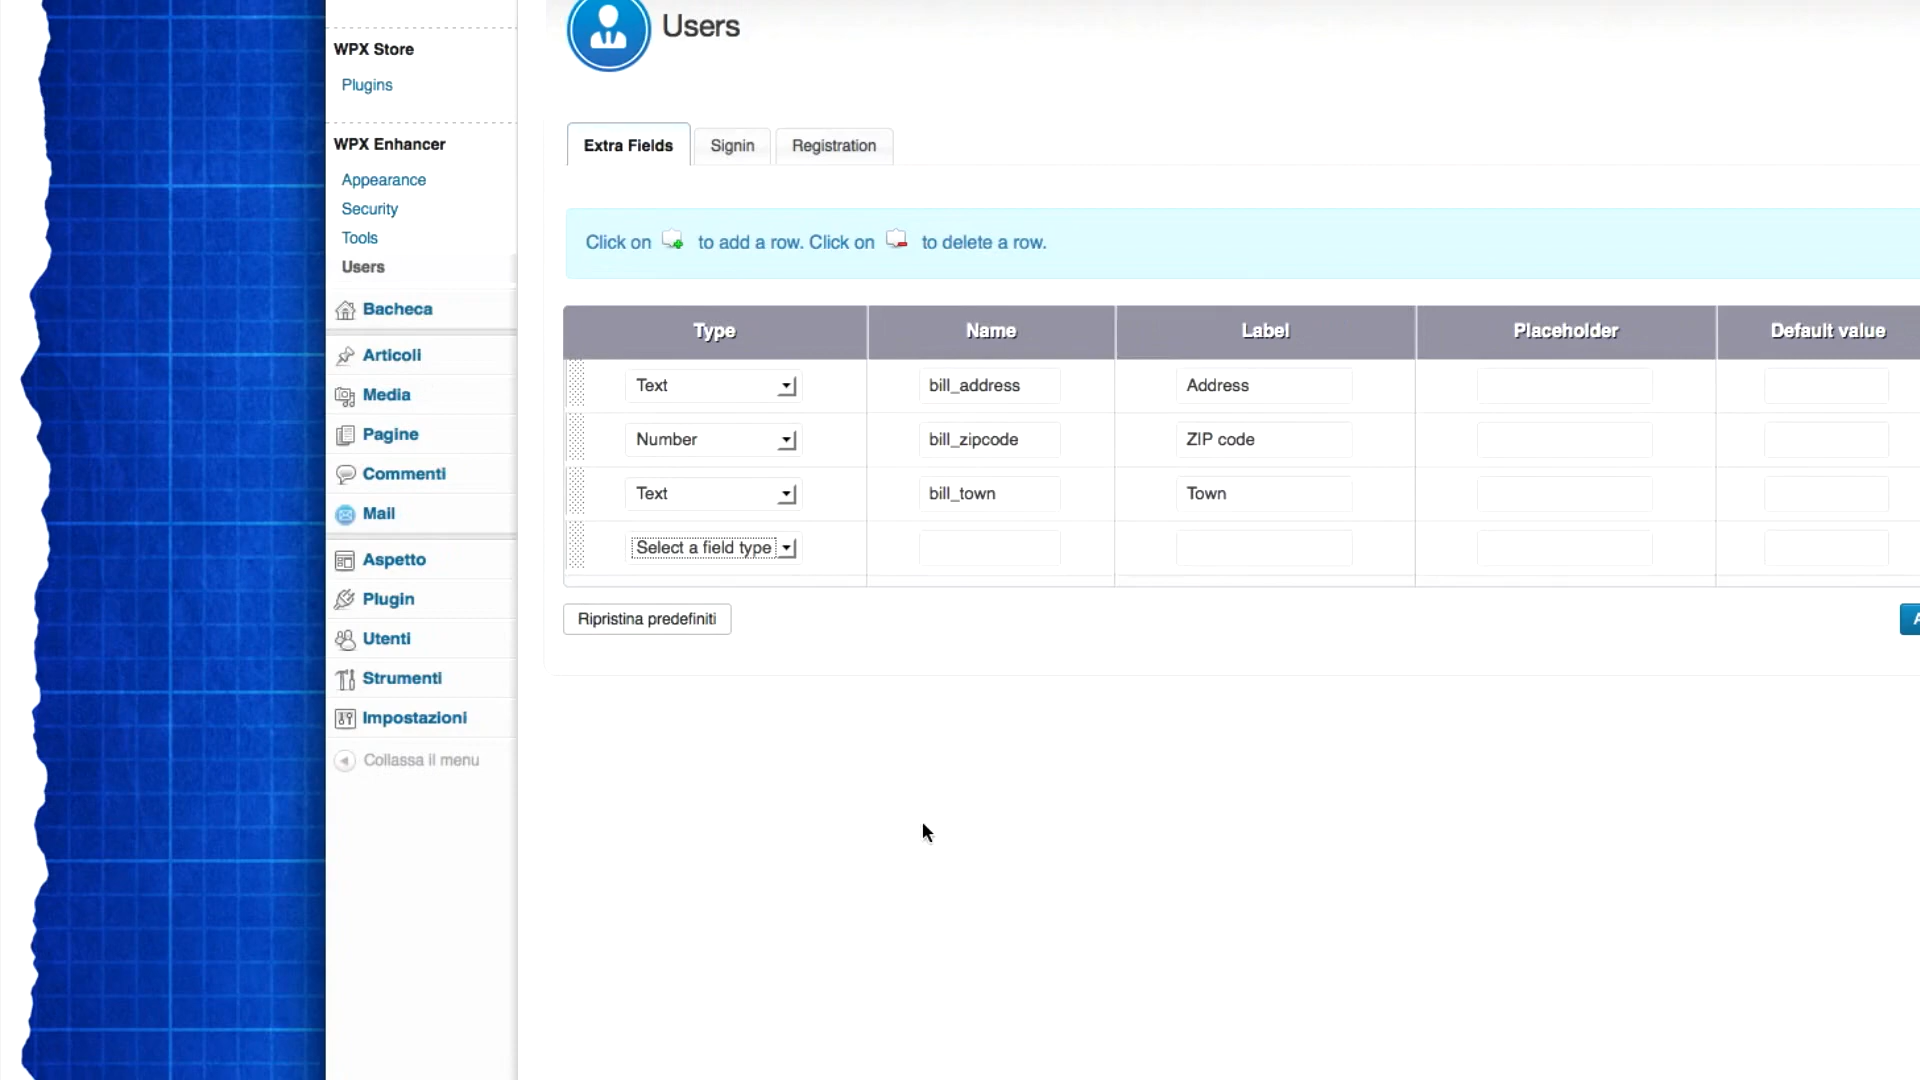 WPX Store
Plugins
WPX Enhancer
Appearance
Security
Tools
Users
Bacheca
Articoli
Media
Pagine
Commenti
Mail
Aspetto
Plugin
Utenti
Strumenti
Impostazioni
Collassa il menu
Users
Extra Fields Signin Registration
Click on to add a row. Click on to delete a row.
Type Name Label Placeholder Default value
Text bill_address Address
Number bill_zipcode ZIP code
Text bill_town Town
Select a field type
Ripristina predefiniti